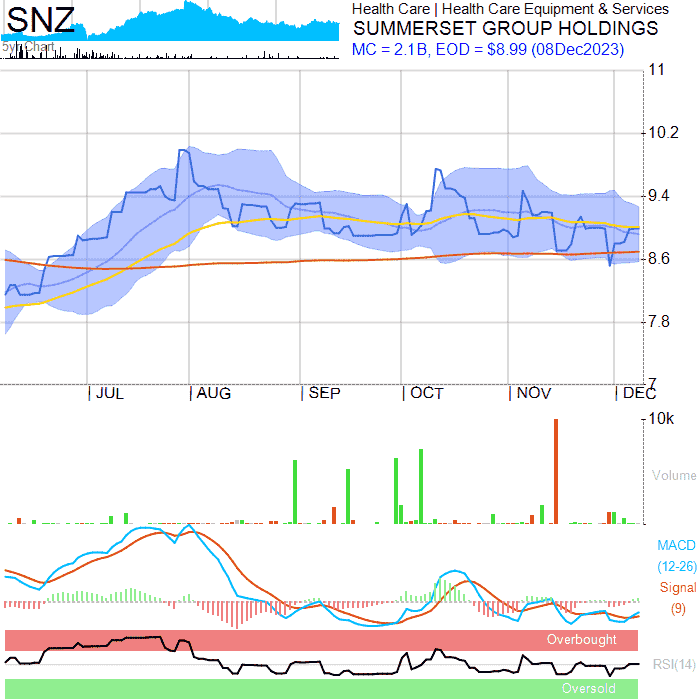 SNZ
Health Care | Health Care Equipment & Services
SUMMERSET GROUP HOLDINGS
MC = 2.1B, EOD = $8.99 (08Dec2023)
5yr Chart
11
10.2
9.4
8.6
7.8
7
JUL AUG SEP OCT NOV DEC
10k
Volume
MACD
(12-26)
Signal
(9)
Overbought
RSI(14)
Oversold